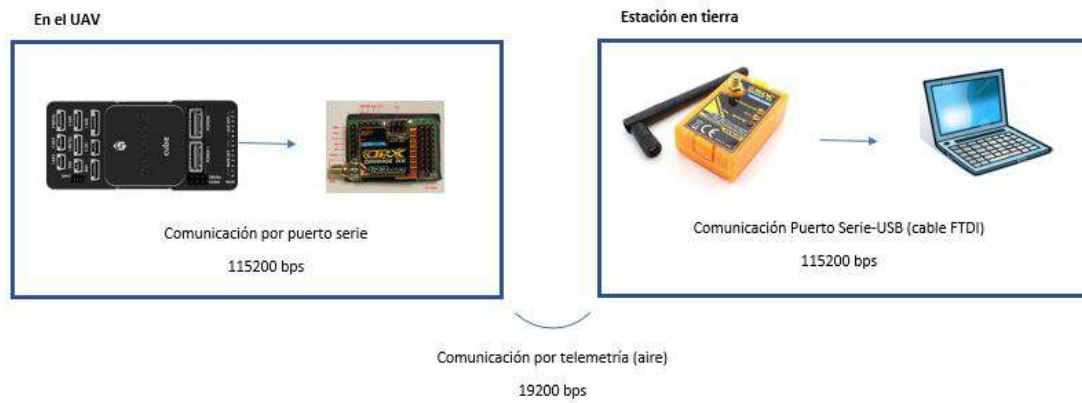 En el UAV
Estación en tierra
cube
Comunicación por puerto serie
115200 bps
Comunicación Puerto Serie-USB (cable FTDI)
115200 bps
Comunicación por telemetría (aire)
19200 bps